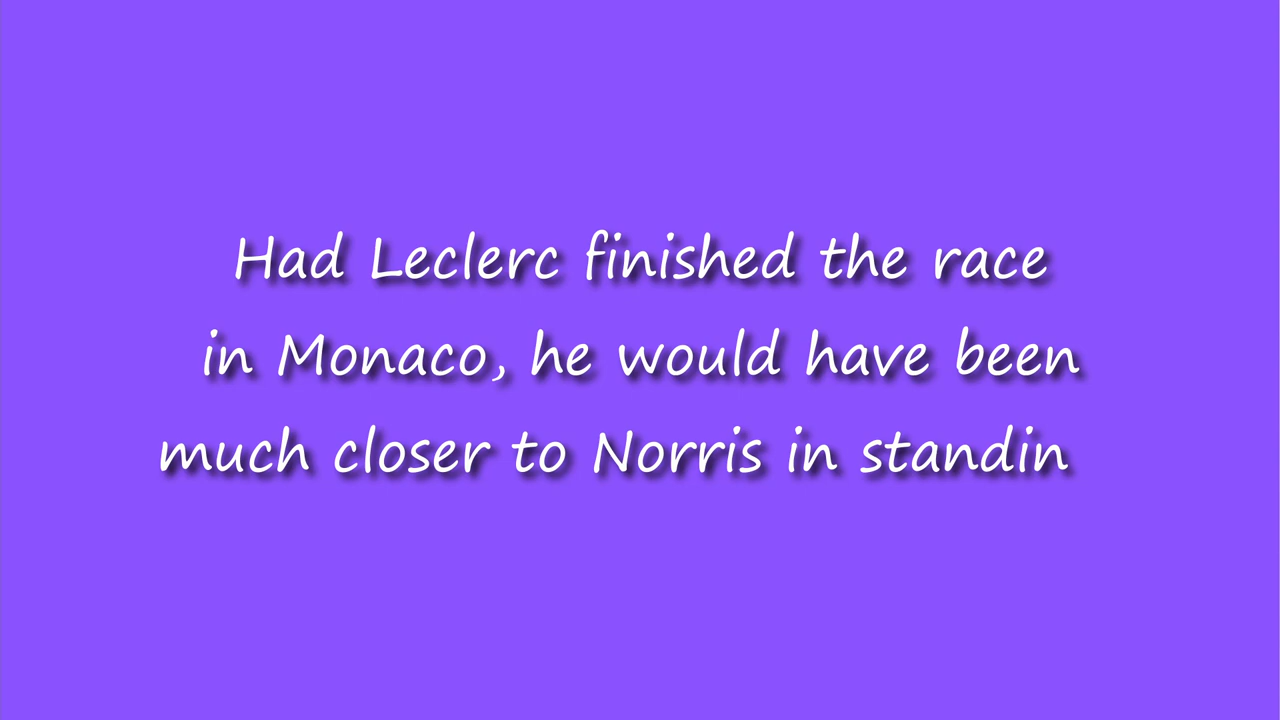 Had Leclerc finished the race
in Monaco, he would have been
much closer to Norris in standin